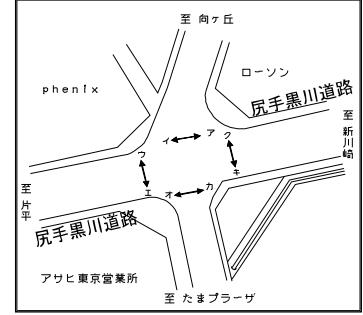 至 向ヶ丘
phenix
ローソン
尻手黒川道路
至 新川崎
イ
ア
ク
ウ
キ
エ
オ
カ
至 片平
尻手黒川道路
アサヒ東京営業所
至 たまプラーザ